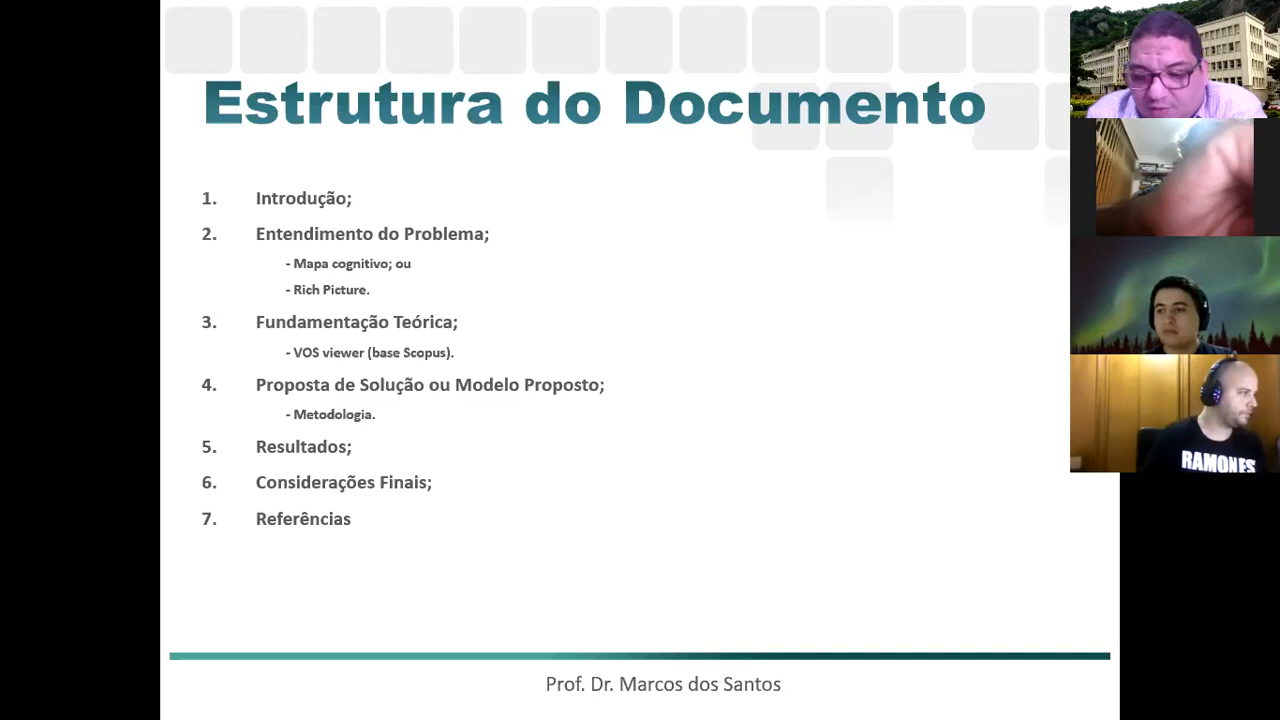 Estrutura do Documento
1. Introdução;
2. Entendimento do Problema;
- Mapa cognitivo; ou
- Rich Picture.
3. Fundamentação Teórica;
- VOS viewer (base Scopus).
4. Proposta de Solução ou Modelo Proposto;
- Metodologia.
5. Resultados;
6. Considerações Finais;
7. Referências
Prof. Dr. Marcos dos Santos
RAMONES